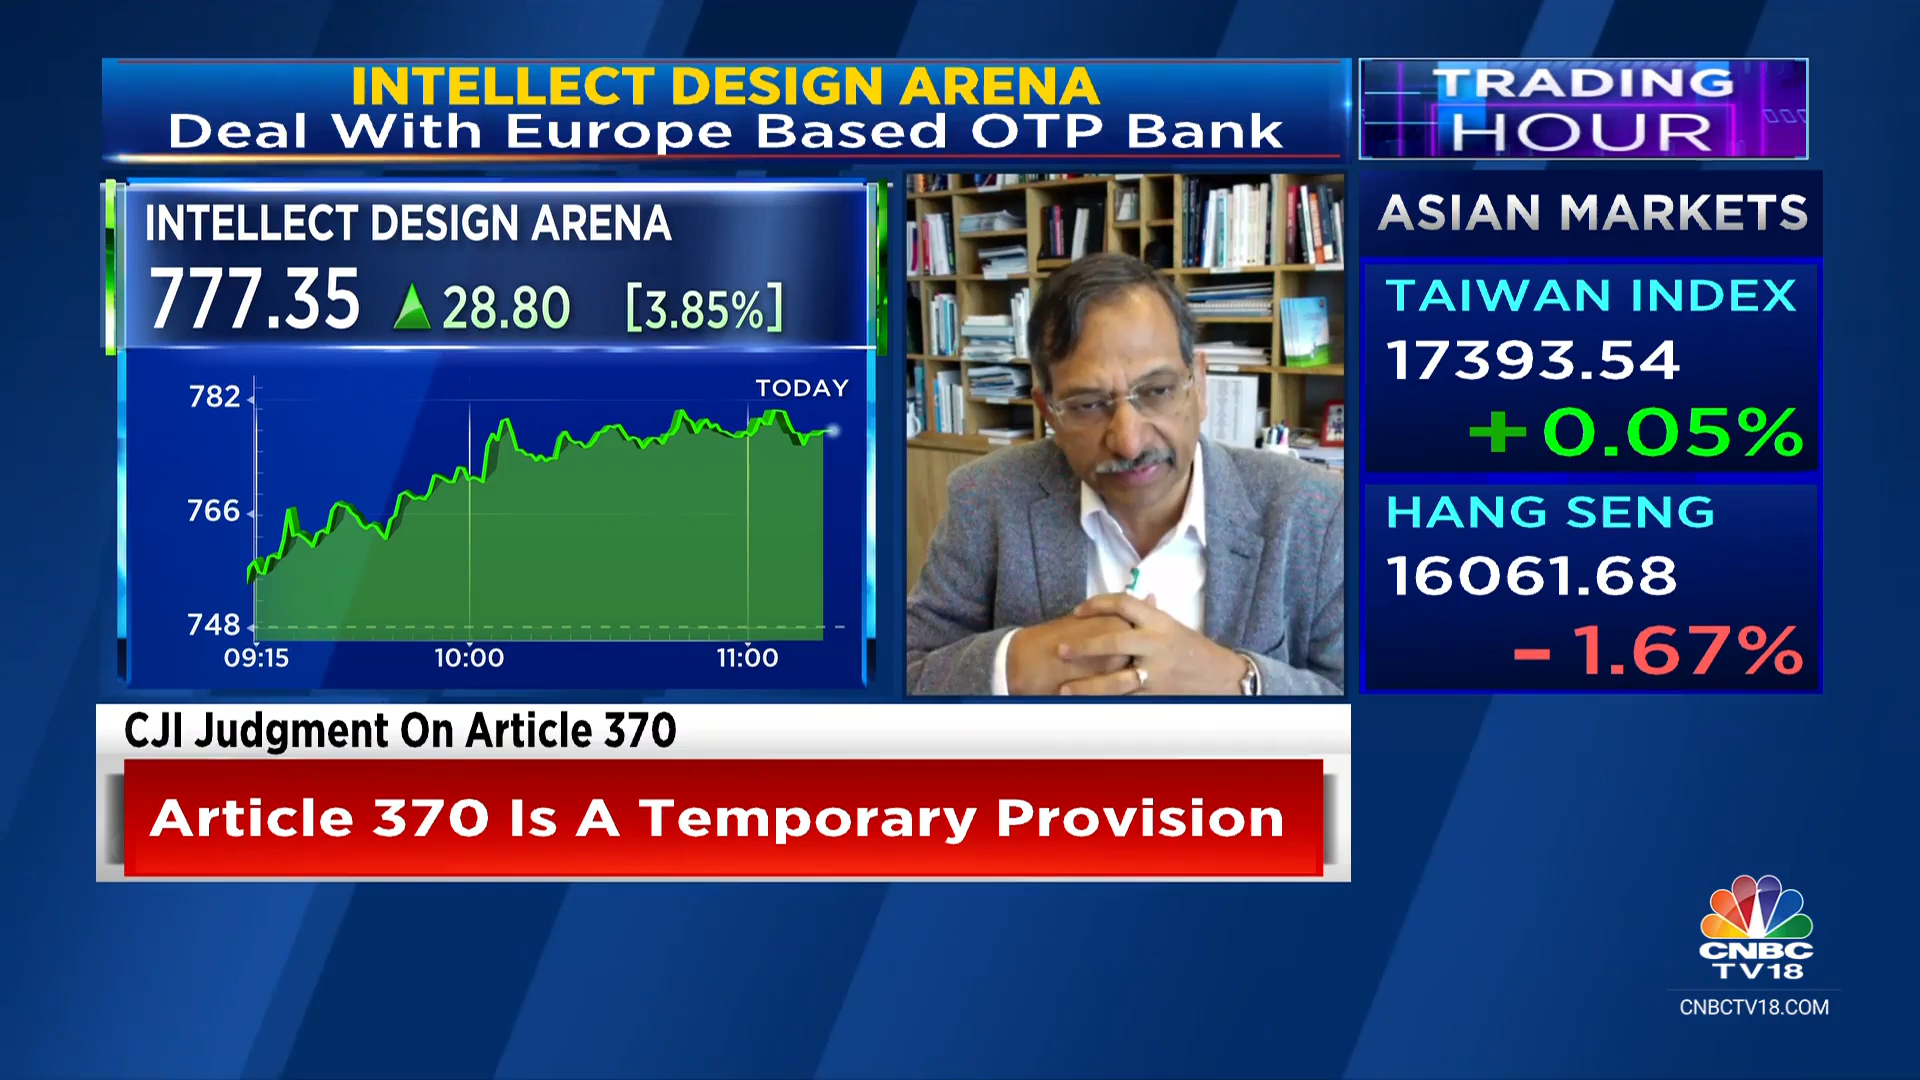 INTELLECT DESIGN ARENA
Deal With Europe Based OTP Bank
TRADING
HOUR
INTELLECT DESIGN ARENA
777.35 ▲ 28.80 [3.85%]
TODAY
782
766
748
09:15 10:00 11:00
ASIAN MARKETS
TAIWAN INDEX
17393.54
+0.05%
HANG SENG
16061.68
- 1.67%
CJI Judgment On Article 370
Article 370 Is A Temporary Provision
CNBC
TV18
CNBCTV18.COM